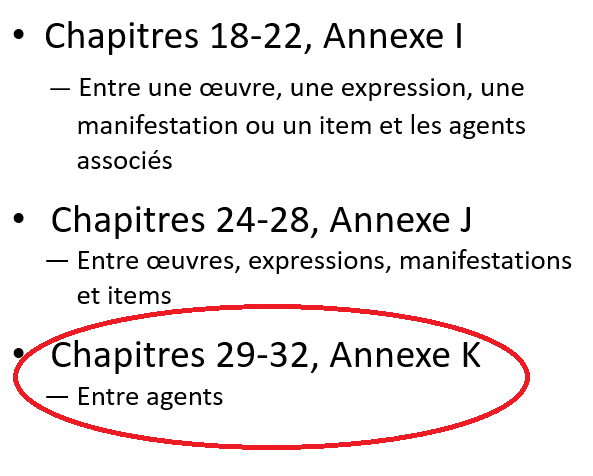 • Chapitres 18-22, Annexe I
— Entre une œuvre, une expression, une
manifestation ou un item et les agents
associés
• Chapitres 24-28, Annexe J
— Entre œuvres, expressions, manifestations
et items
• Chapitres 29-32, Annexe K
— Entre agents